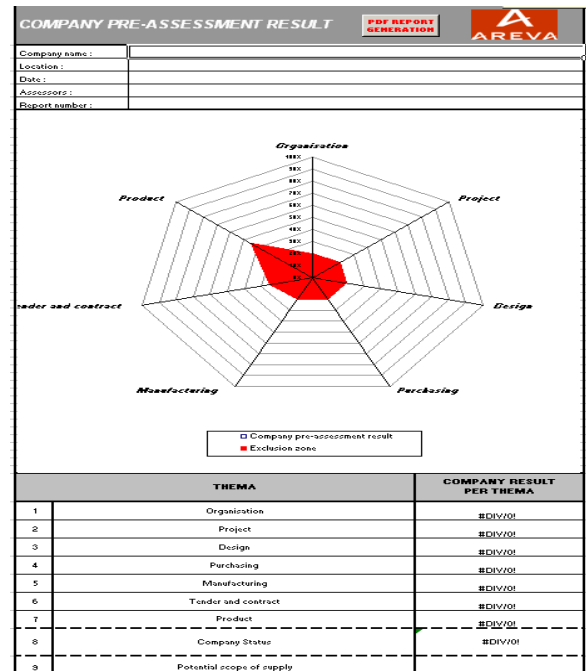 COMPANY PRE-ASSESSMENT RESULT
PDF REPORT
GENERATION
AREVA
Company name :
Location :
Date :
Assessors :
Report number :
Organisation
100%
90%
80%
70%
60%
50%
40%
30%
20%
10%
0%
Product
Project
ender and contract
Design
Manufacturing
Purchasing
Company pre-assessment result
Exclusion zone
THEMA
COMPANY RESULT
PER THEMA
1 Organisation #DIV/0!
2 Project #DIV/0!
3 Design #DIV/0!
4 Purchasing #DIV/0!
5 Manufacturing #DIV/0!
6 Tender and contract #DIV/0!
7 Product #DIV/0!
8 Company Status #DIV/0!
9 Potential scope of supply